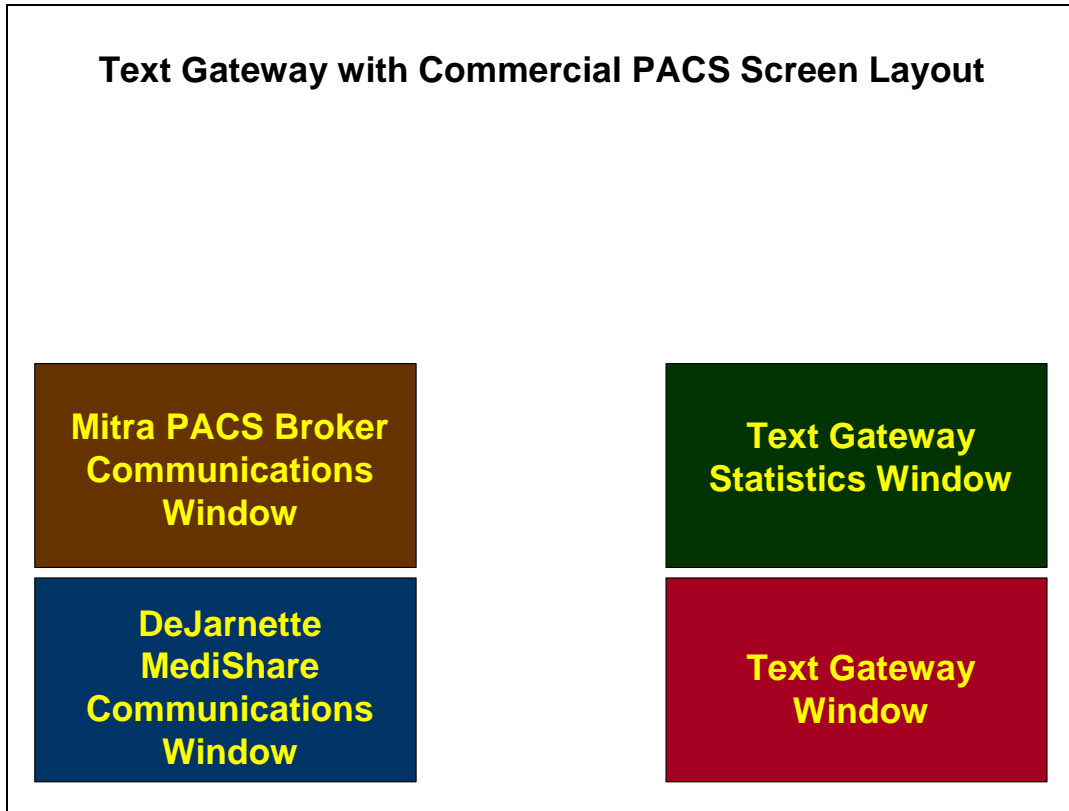 Text Gateway with Commercial PACS Screen Layout
Mitra PACS Broker
Communications
Window
Text Gateway
Statistics Window
DeJarnette
MediShare
Communications
Window
Text Gateway
Window